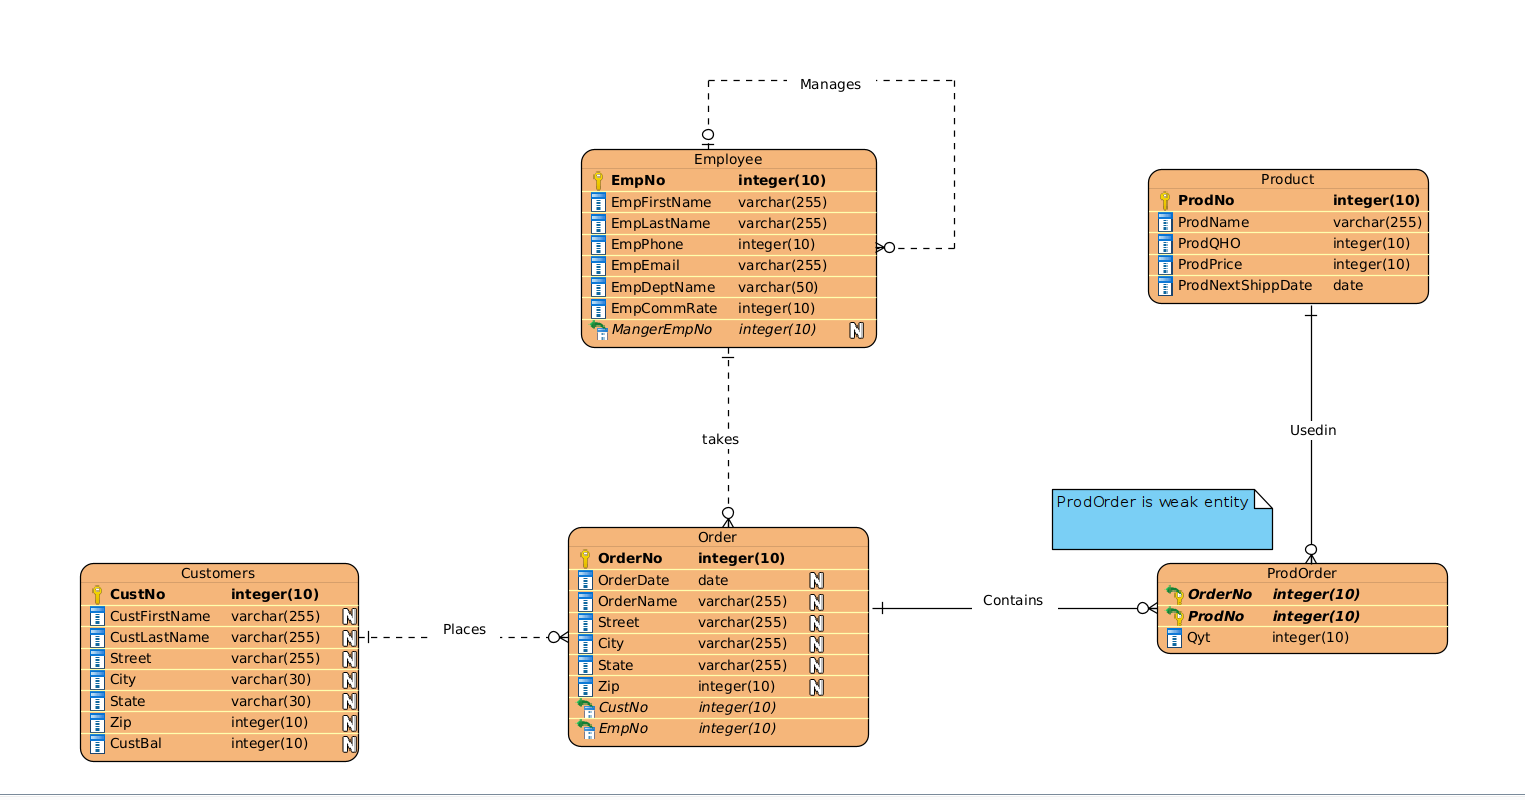 Manages
Employee
EmpNo integer(10)
EmpFirstName varchar(255)
EmpLastName varchar(255)
EmpPhone integer(10)
EmpEmail varchar(255)
EmpDeptName varchar(50)
EmpCommRate integer(10)
MangerEmpNo integer(10) N
Product
ProdNo integer(10)
ProdName varchar(255)
ProdQHO integer(10)
ProdPrice integer(10)
ProdNextShippDate date
takes
Usedin
ProdOrder is weak entity
Order
OrderNo integer(10)
OrderDate date N
OrderName varchar(255) N
Street varchar(255) N
City varchar(255) N
State varchar(255) N
Zip integer(10) N
CustNo integer(10)
EmpNo integer(10)
Customers
CustNo integer(10)
CustFirstName varchar(255) N
CustLastName varchar(255) N
Street varchar(255) N
City varchar(30) N
State varchar(30) N
Zip integer(10) N
CustBal integer(10) N
Places
Contains
ProdOrder
OrderNo integer(10)
ProdNo integer(10)
Qyt integer(10)